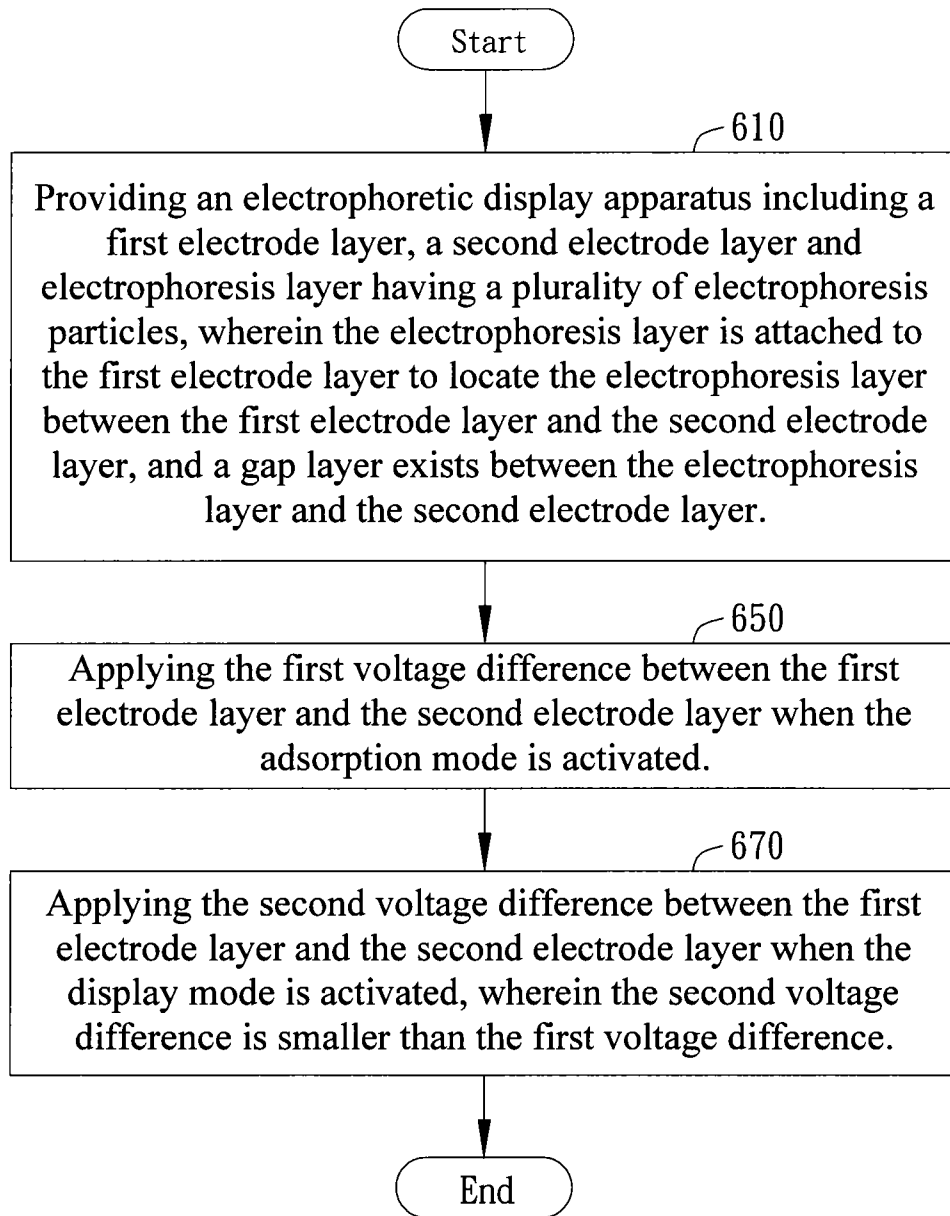 Start
610
Providing an electrophoretic display apparatus including a
first electrode layer, a second electrode layer and
electrophoresis layer having a plurality of electrophoresis
particles, wherein the electrophoresis layer is attached to
the first electrode layer to locate the electrophoresis layer
between the first electrode layer and the second electrode
layer, and a gap layer exists between the electrophoresis
layer and the second electrode layer.
650
Applying the first voltage difference between the first
electrode layer and the second electrode layer when the
adsorption mode is activated.
670
Applying the second voltage difference between the first
electrode layer and the second electrode layer when the
display mode is activated, wherein the second voltage
difference is smaller than the first voltage difference.
End